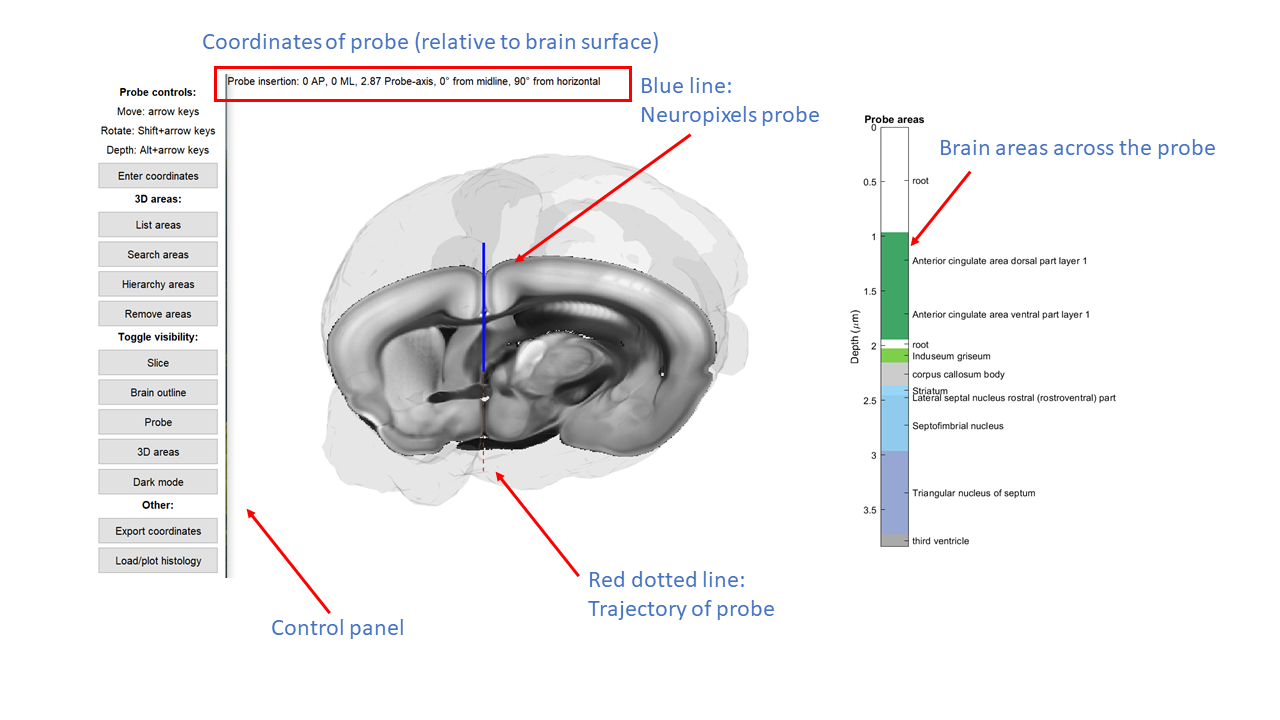 Coordinates of probe (relative to brain surface)
Probe insertion: 0 AP, 0 ML, 2.87 Probe-axis, 0° from midline, 90° from horizontal
Probe controls:
Move: arrow keys
Rotate: Shift+arrow keys
Depth: Alt+arrow keys
Enter coordinates
3D areas:
List areas
Search areas
Hierarchy areas
Remove areas
Toggle visibility:
Slice
Brain outline
Probe
3D areas
Dark mode
Other:
Export coordinates
Load/plot histology
Control panel
Blue line:
Neuropixels probe
Red dotted line:
Trajectory of probe
Probe areas
Brain areas across the probe
Depth (μm)
0
0.5
1
1.5
2
2.5
3
3.5
root
Anterior cingulate area dorsal part layer 1
Anterior cingulate area ventral part layer 1
root
Induseum griseum
corpus callosum body
Striatum
Lateral septal nucleus rostral (rostroventral) part
Septofimbrial nucleus
Triangular nucleus of septum
third ventricle